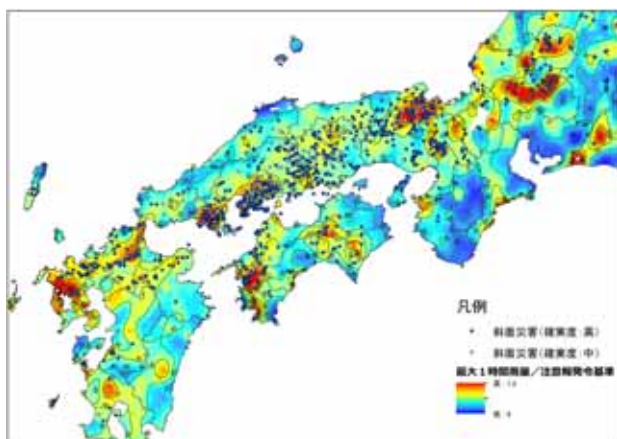 凡例
斜面災害(確実度:高)
斜面災害(確実度:中)
最大1時間雨量/注意報発令基準
高:
低: